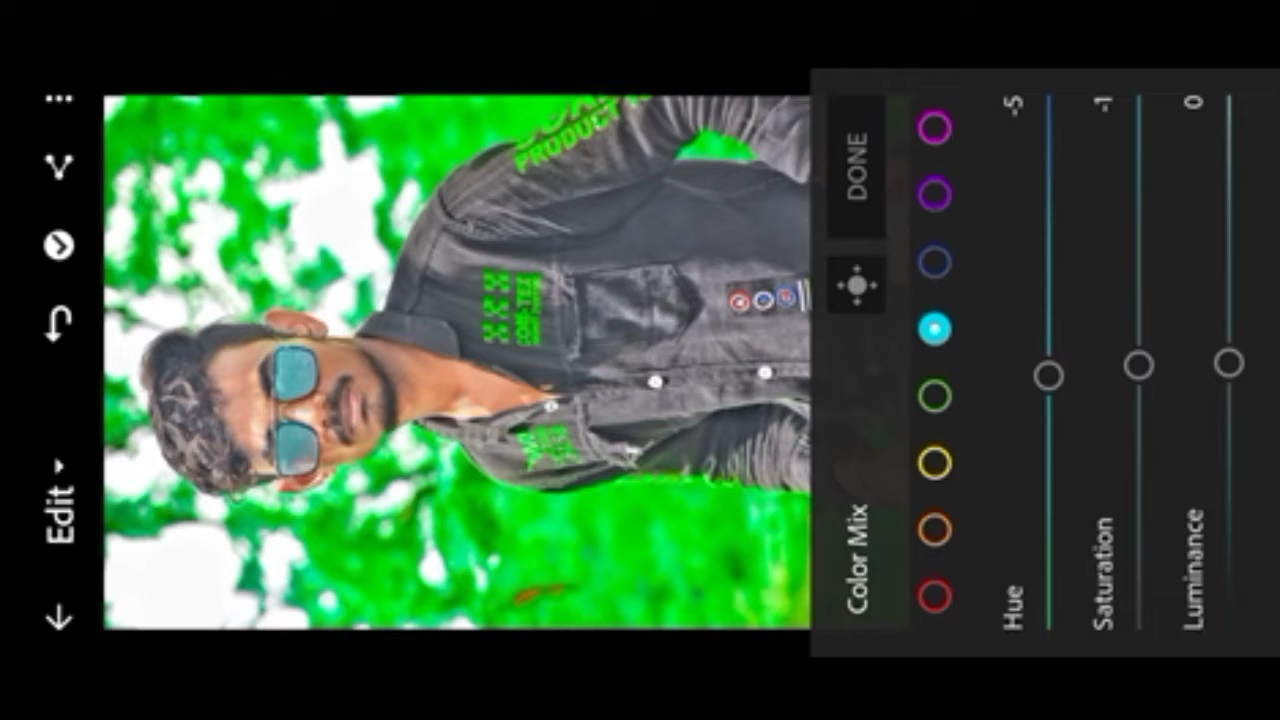 Edit
PRODUCT
Color Mix
DONE
Hue
-5
Saturation
-1
Luminance
0